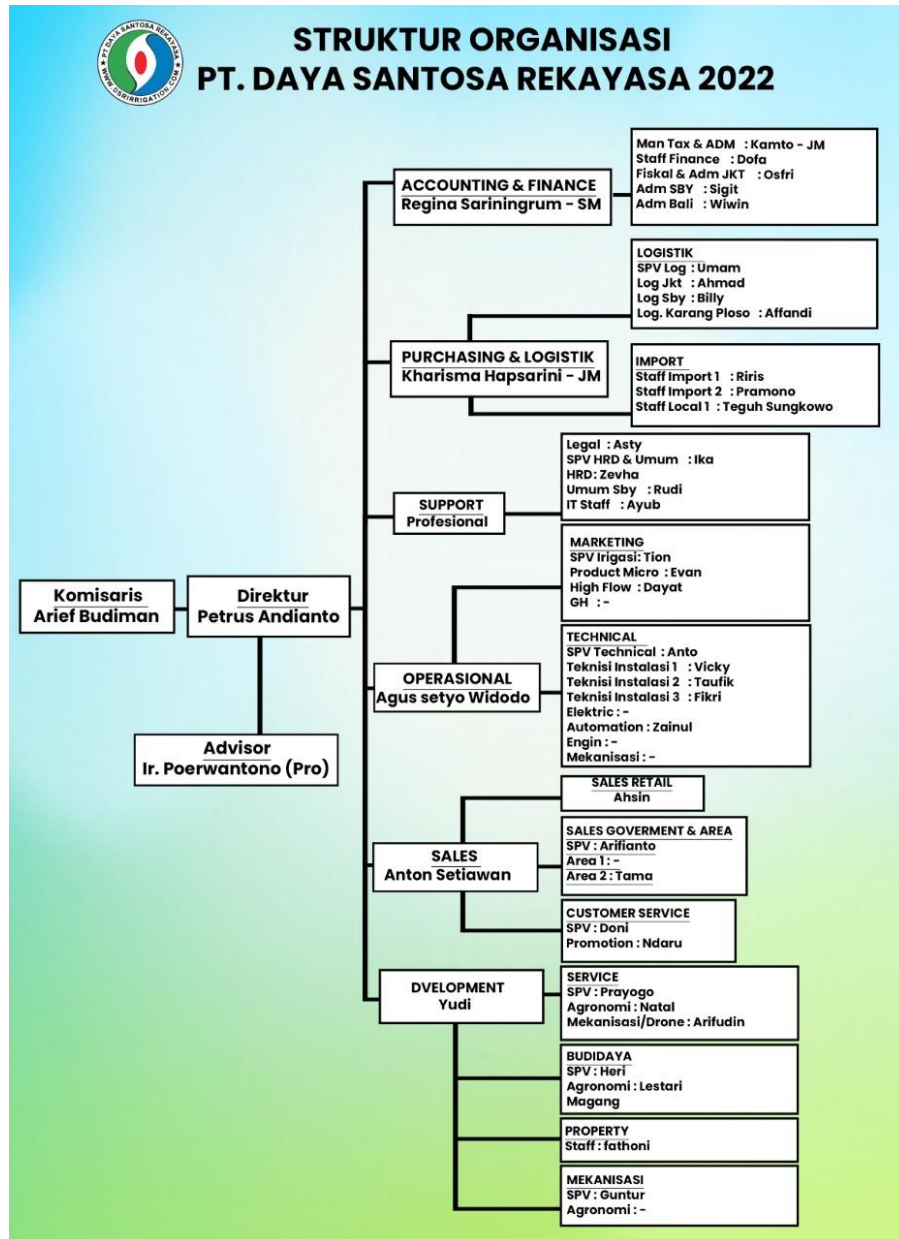 PT DAYA SANTOSA REKAYASA
WWW.DSRIRRIGATION.COM
STRUKTUR ORGANISASI
PT. DAYA SANTOSA REKAYASA 2022
ACCOUNTING & FINANCE
Regina Sariningrum - SM
Man Tax & ADM : Kamto - JM
Staff Finance : Dofa
Fiskal & Adm JKT : Osfri
Adm SBY : Sigit
Adm Bali : Wiwin
PURCHASING & LOGISTIK
Kharisma Hapsarini - JM
LOGISTIK
SPV Log : Umam
Log Jkt : Ahmad
Log Sby : Billy
Log. Karang Ploso : Affandi
IMPORT
Staff Import 1 : Riris
Staff Import 2 : Pramono
Staff Local 1 : Teguh Sungkowo
SUPPORT
Profesional
Legal : Asty
SPV HRD & Umum : Ika
HRD: Zevha
Umum Sby : Rudi
IT Staff : Ayub
Komisaris
Arief Budiman
Direktur
Petrus Andianto
Advisor
Ir. Poerwantono (Pro)
OPERASIONAL
Agus setyo Widodo
MARKETING
SPV Irigasi: Tion
Product Micro : Evan
High Flow : Dayat
GH : -
TECHNICAL
SPV Technical : Anto
Teknisi Instalasi 1 : Vicky
Teknisi Instalasi 2 : Taufik
Teknisi Instalasi 3 : Fikri
Elektric : -
Automation : Zainul
Engin : -
Mekanisasi : -
SALES
Anton Setiawan
SALES RETAIL
Ahsin
SALES GOVERMENT & AREA
SPV : Arifianto
Area 1 : -
Area 2 : Tama
CUSTOMER SERVICE
SPV : Doni
Promotion : Ndaru
DVELOPMENT
Yudi
SERVICE
SPV : Prayogo
Agronomi : Natal
Mekanisasi/Drone : Arifudin
BUDIDAYA
SPV : Heri
Agronomi : Lestari
Magang
PROPERTY
Staff : fathoni
MEKANISASI
SPV : Guntur
Agronomi : -